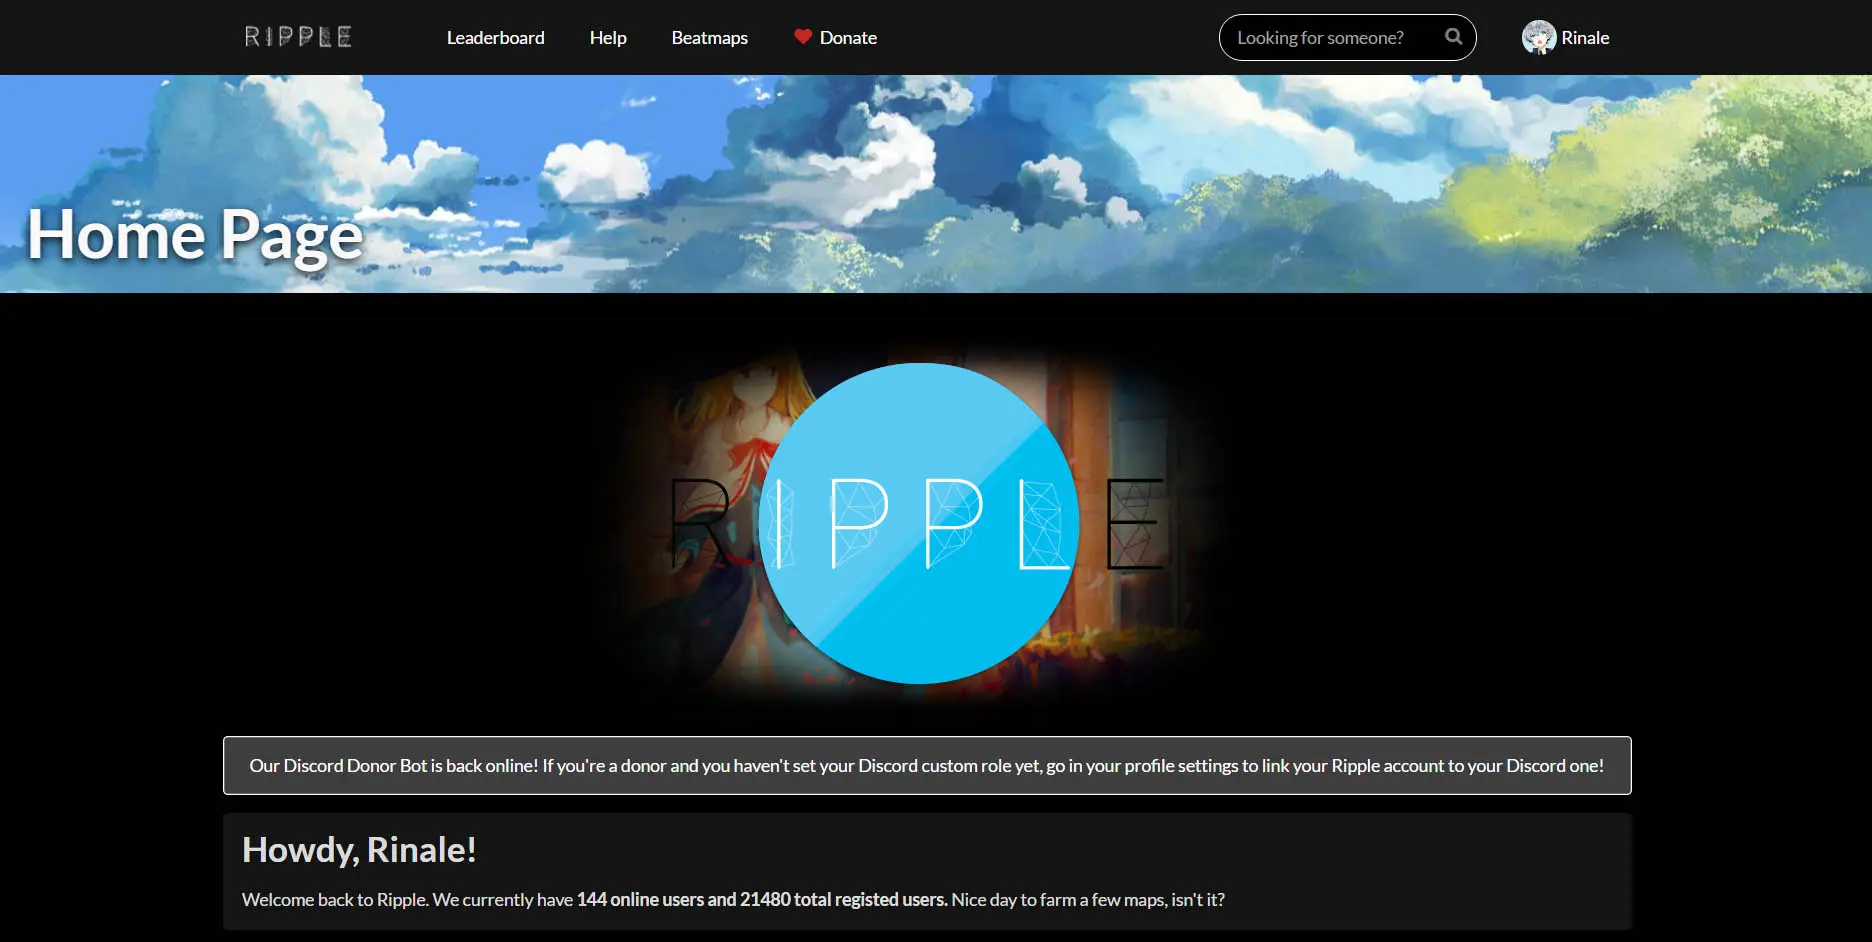 RIPPLE
Leaderboard
Help
Beatmaps
Donate
Looking for someone?
Rinale
Home Page
RIPPLE
Our Discord Donor Bot is back online! If you're a donor and you haven't set your Discord custom role yet, go in your profile settings to link your Ripple account to your Discord one!
Howdy, Rinale!
Welcome back to Ripple. We currently have 144 online users and 21480 total registed users. Nice day to farm a few maps, isn't it?